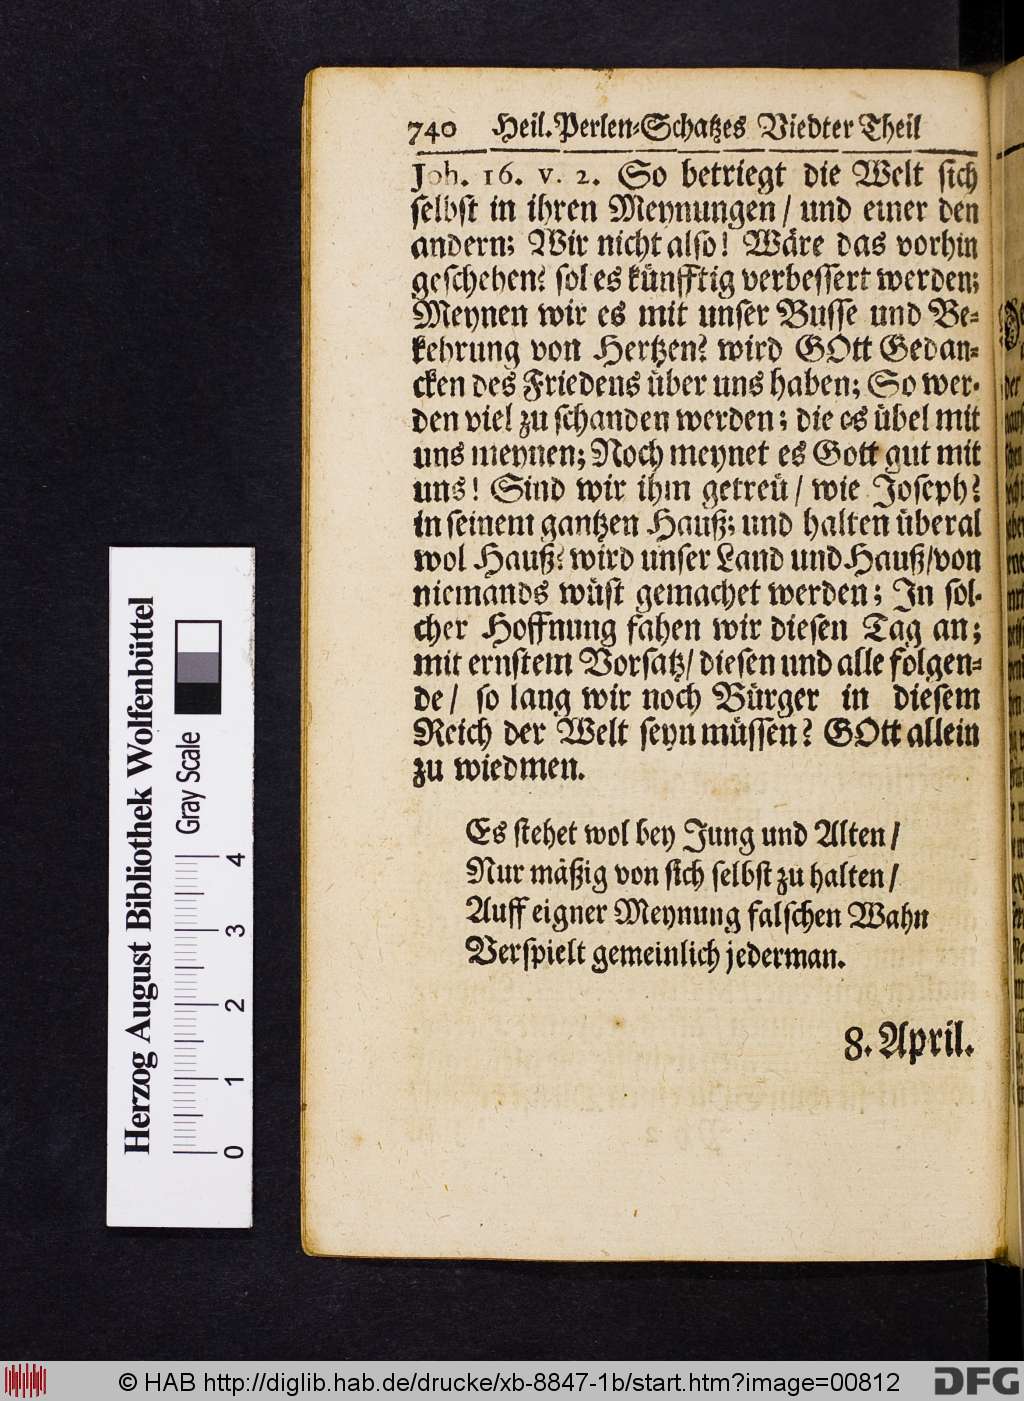 740 Heil. Perlen-Schatzes Viedter Theil
Joh. 16. v. 2. So betriegt die Welt sich
selbst in ihren Meynungen / und einer den
andern; Wir nicht also! Wäre das vorhin
geschehen? sol es künfftig verbessert werden;
Meynen wir es mit unser Busse und Be-
kehrung von Hertzen? wird GOtt Gedan-
cken des Friedens über uns haben; So wer-
den viel zu schanden werden; die es übel mit
uns meynen; Noch meynet es Gott gut mit
uns! Sind wir ihm getreü / wie Joseph?
in seinem gantzen Hauß; und halten überal
wol Hauß? wird unser Land und Hauß / von
niemands wüst gemachet werden; In sol-
cher Hoffnung fahen wir diesen Tag an;
mit ernstem Vorsatz / diesen und alle folgen-
de / so lang wir noch Bürger in diesem
Reich der Welt seyn müssen? GOtt allein
zu wiedmen.
Es stehet wol bey Jung und Alten /
Nur mäßig von sich selbst zu halten /
Auff eigner Meynung falschen Wahn
Verspielt gemeinlich jederman.
8. April.
Herzog August Bibliothek Wolfenbüttel
Gray Scale
0 1 2 3 4
© HAB http://diglib.hab.de/drucke/xb-8847-1b/start.htm?image=00812
DFG